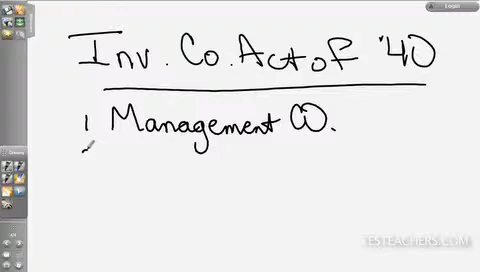 Login
Inv. Co. Act of '40
1 Management CO.
TESTEACHERS.COM